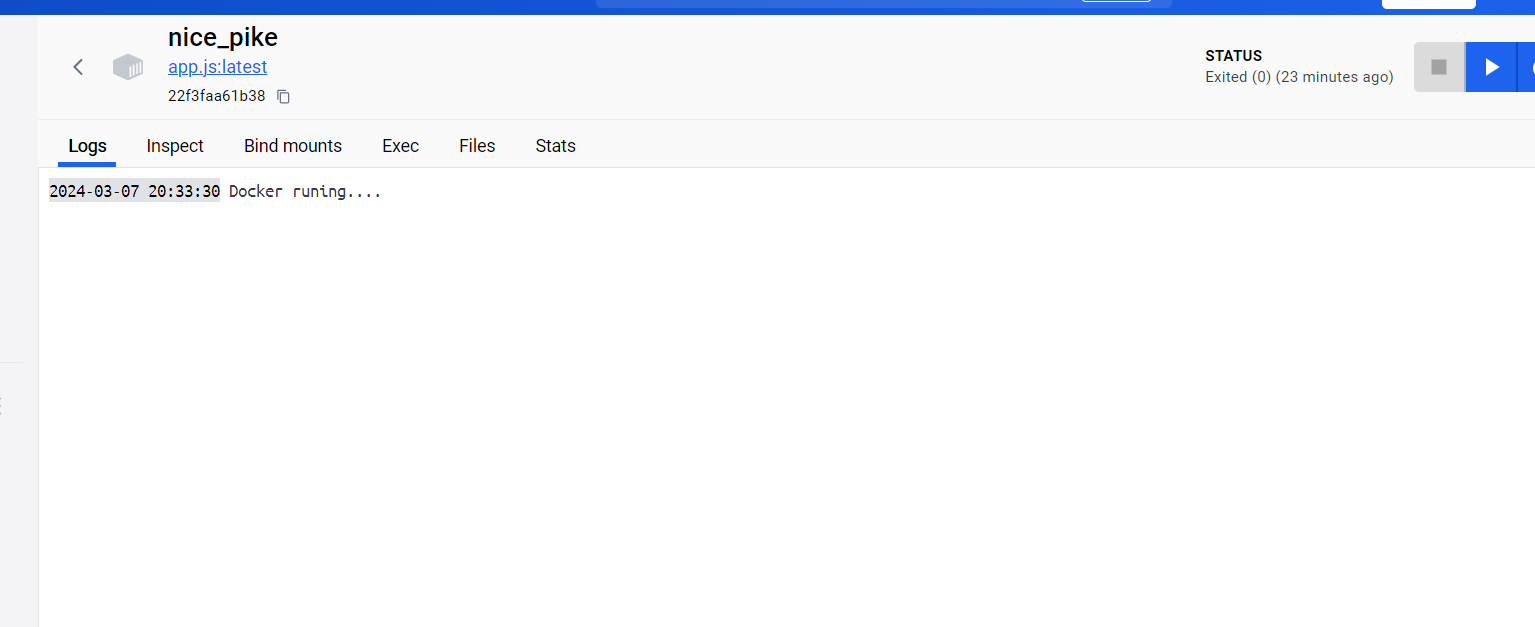 nice_pike
app.js:latest
22f3faa61b38
STATUS
Exited (0) (23 minutes ago)
Logs Inspect Bind mounts Exec Files Stats
2024-03-07 20:33:30 Docker runing....